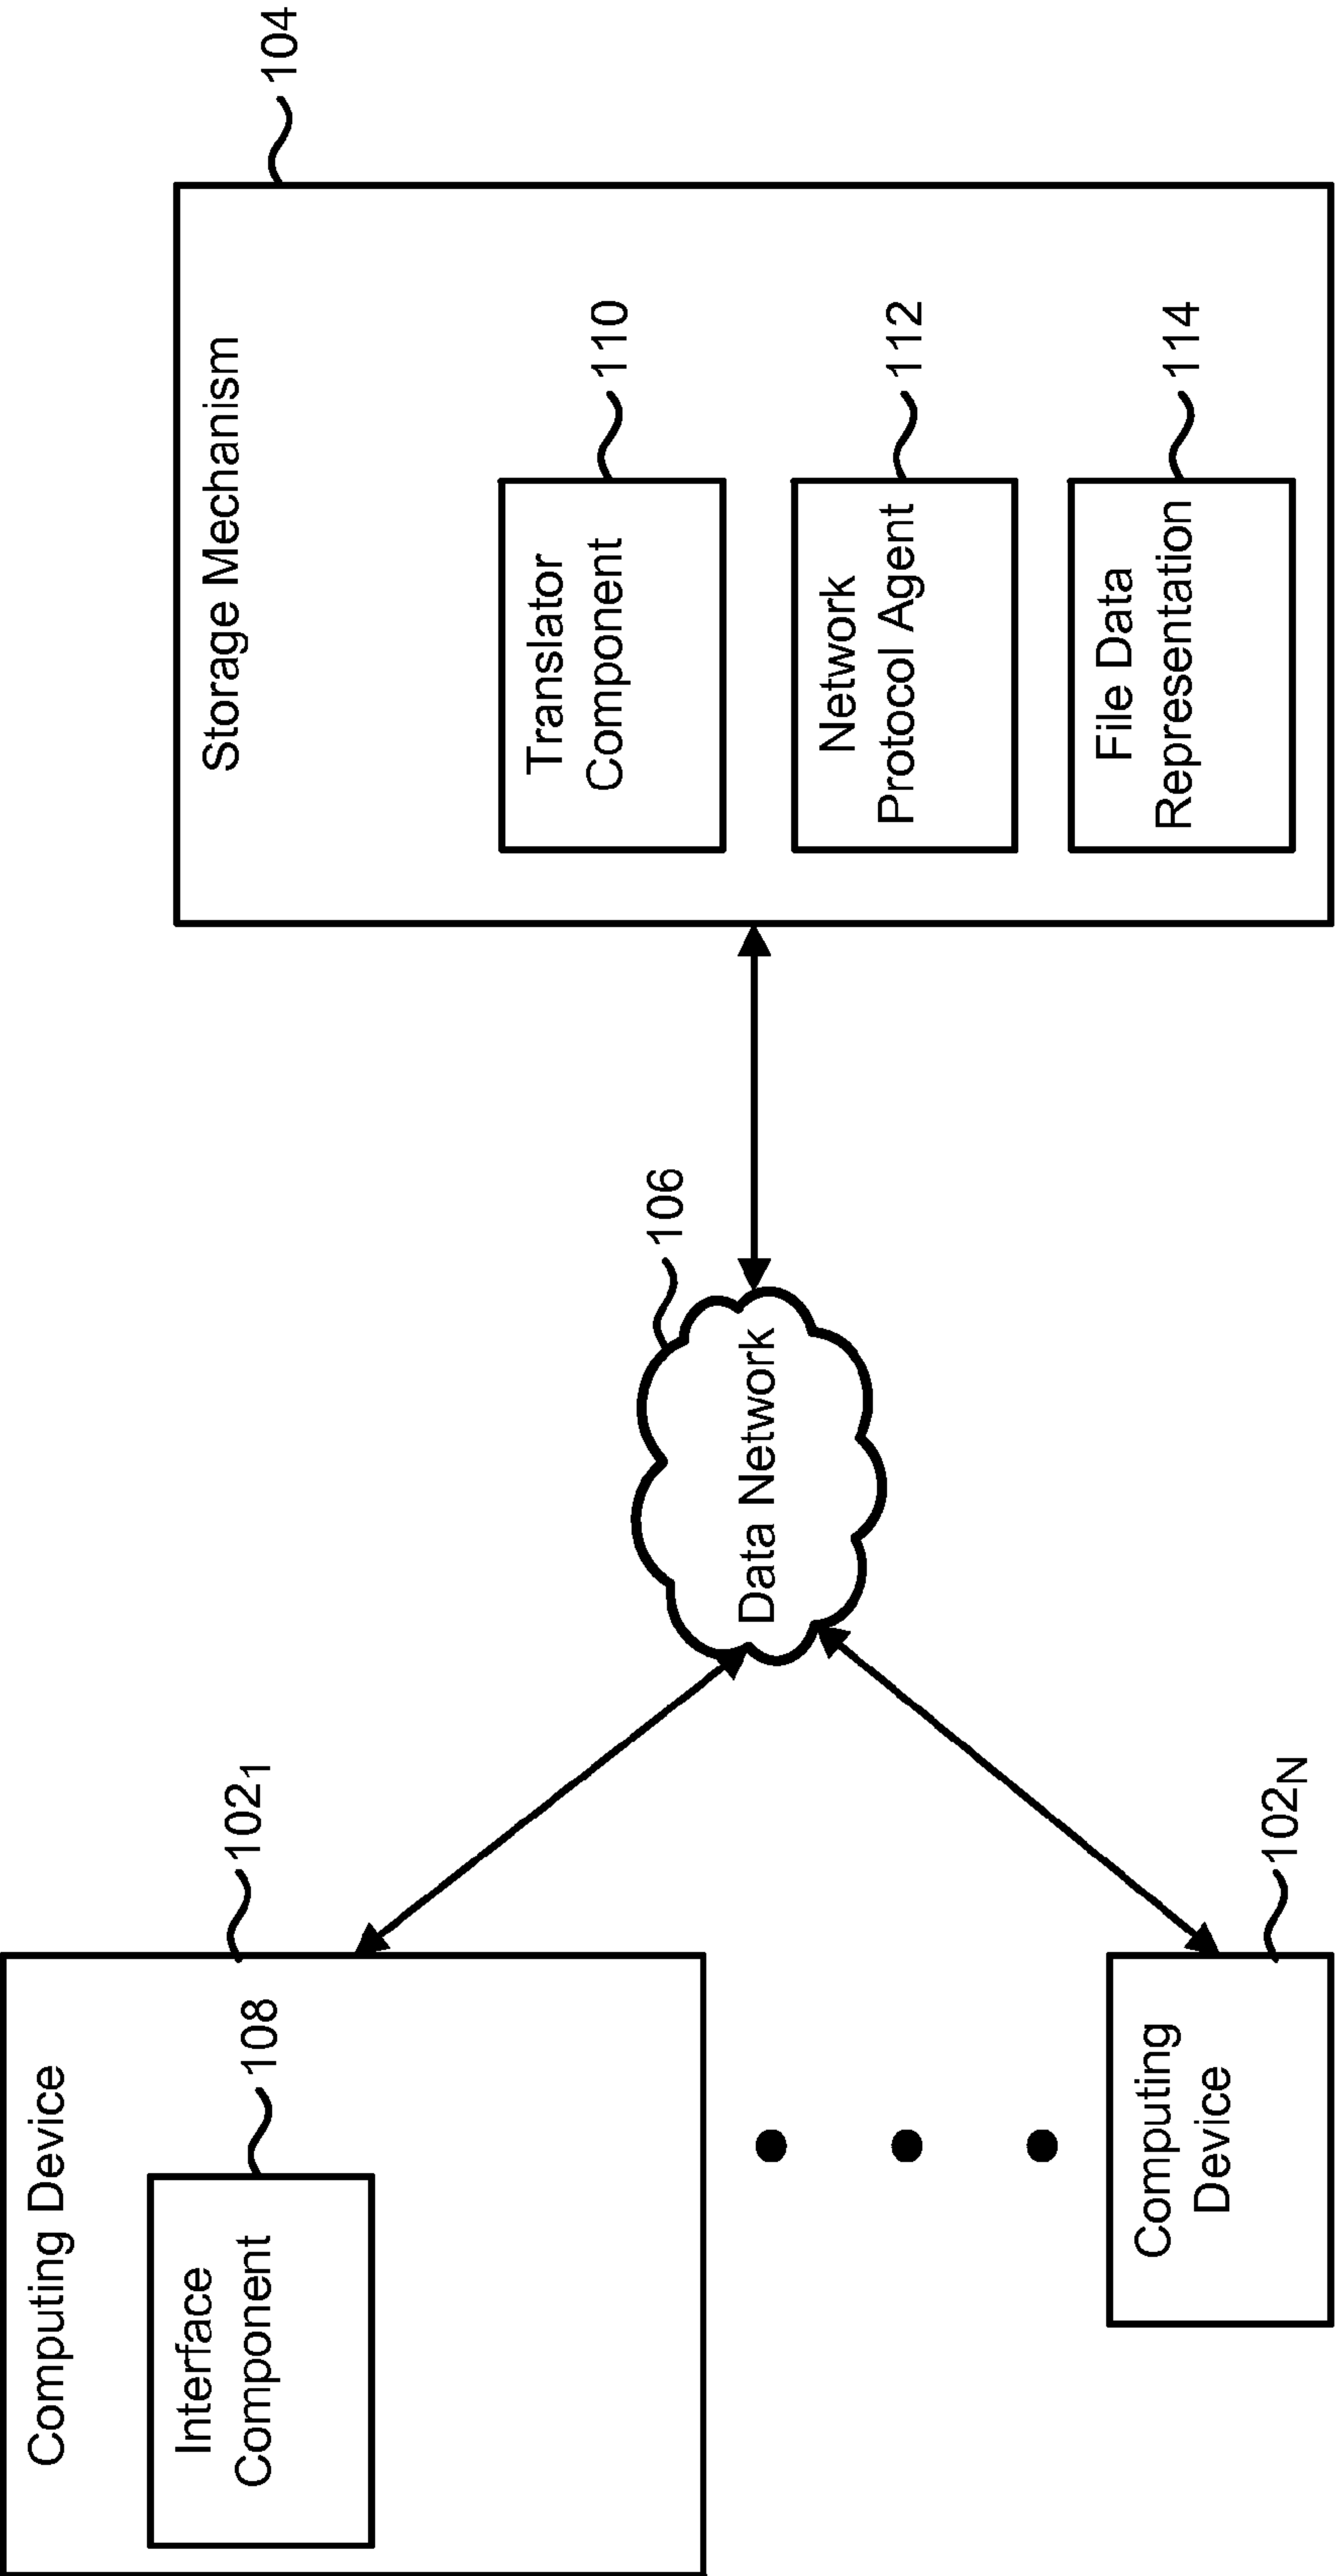 Computing Device
102₁
Interface
Component
108
Computing
Device
102ₙ
Data Network
106
Storage Mechanism
104
Translator
Component
110
Network
Protocol Agent
112
File Data
Representation
114